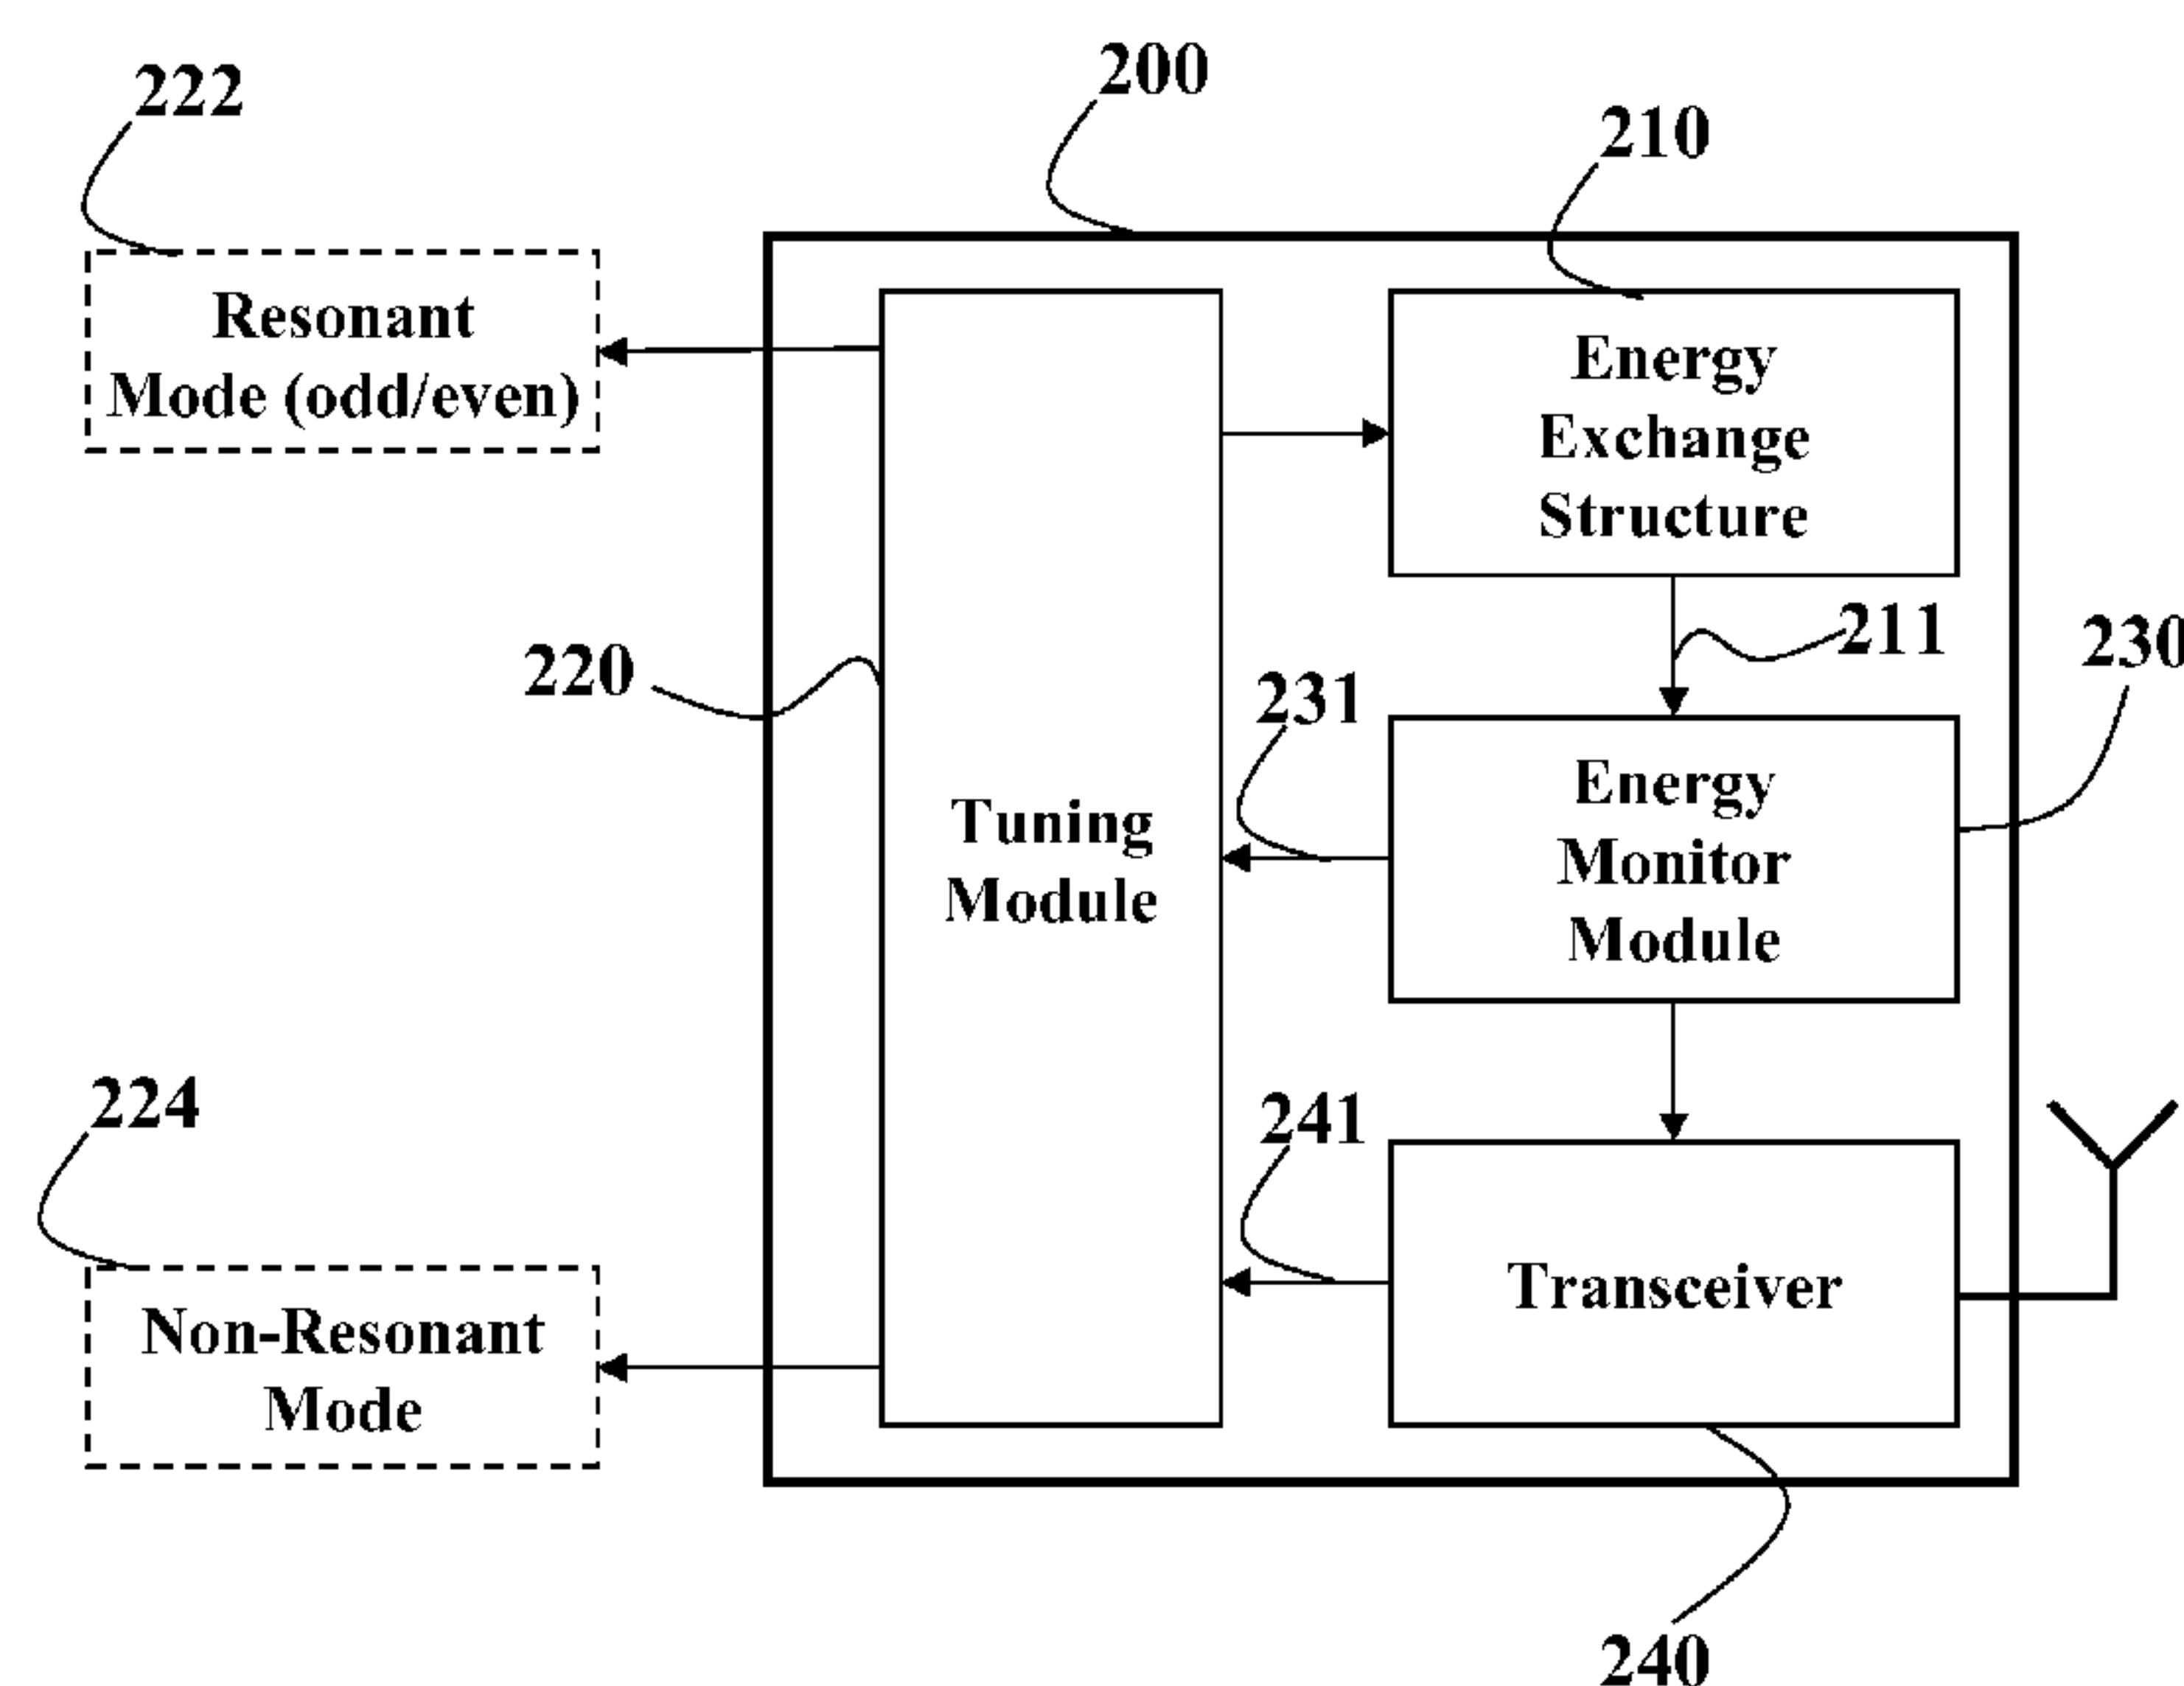 200
222
210
Resonant
Mode (odd/even)
Energy
Exchange
Structure
211
230
220
231
Tuning
Module
Energy
Monitor
Module
224
241
Transceiver
Non-Resonant
Mode
240